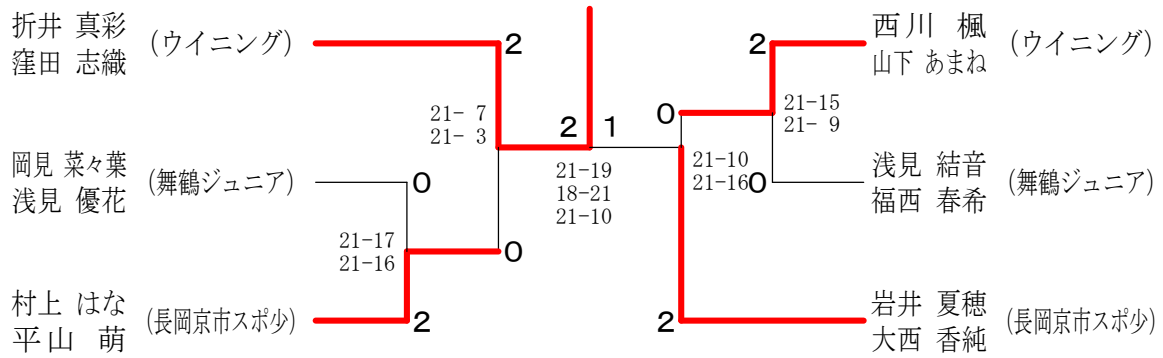 折井 真彩
窪田 志織
(ウイニング)
2
21- 7
21- 3
岡見 菜々葉
浅見 優花
(舞鶴ジュニア)
0
21-17
21-16
0
村上 はな
平山 萌
(長岡京市スポ少)
2
2 1
21-19
18-21
21-10
西川 楓
山下 あまね
(ウイニング)
2
21-15
21- 9
0
21-10
21-16
0
浅見 結音
福西 春希
(舞鶴ジュニア)
岩井 夏穂
大西 香純
(長岡京市スポ少)
2